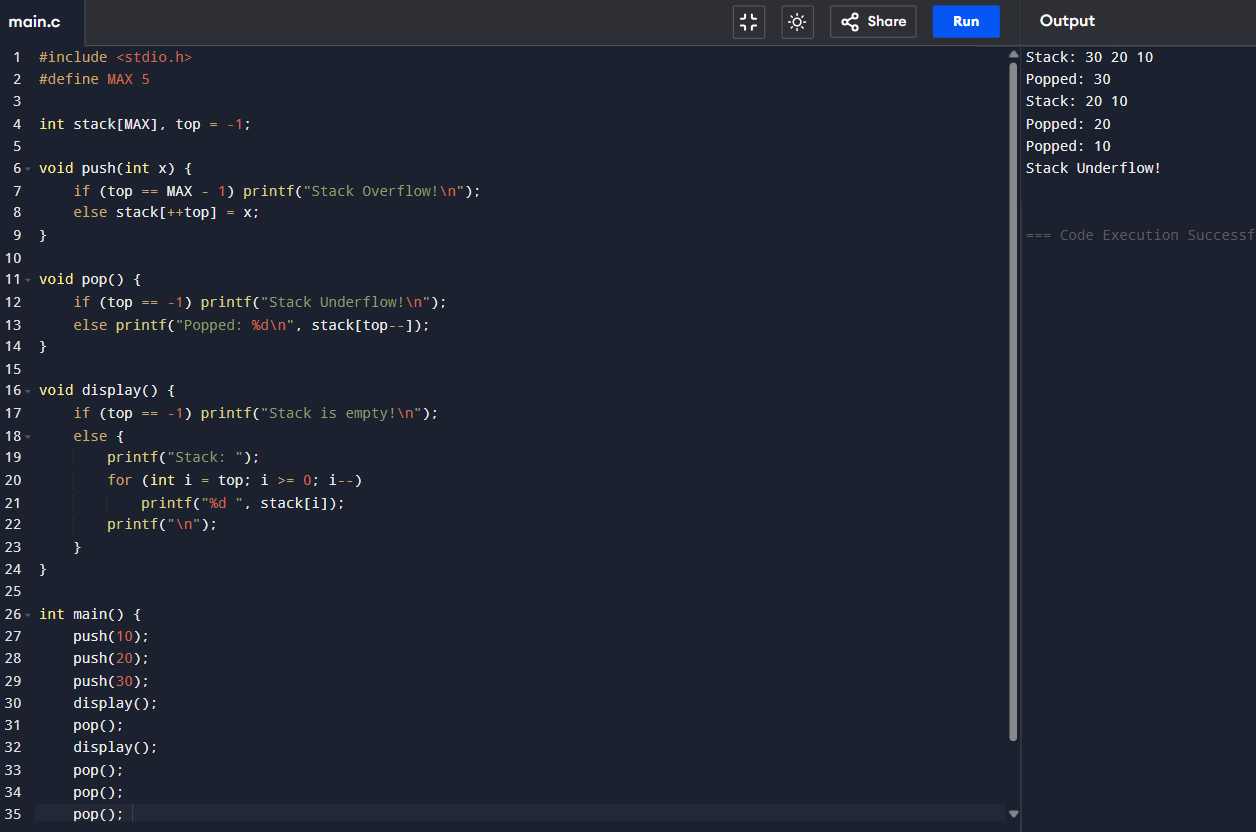 main.c
Share
Run
Output
1 #include <stdio.h>
2 #define MAX 5
3
4 int stack[MAX], top = -1;
5
6 void push(int x) {
7     if (top == MAX - 1) printf("Stack Overflow!\n");
8     else stack[++top] = x;
9 }
10
11 void pop() {
12     if (top == -1) printf("Stack Underflow!\n");
13     else printf("Popped: %d\n", stack[top--]);
14 }
15
16 void display() {
17     if (top == -1) printf("Stack is empty!\n");
18     else {
19         printf("Stack: ");
20         for (int i = top; i >= 0; i--)
21             printf("%d ", stack[i]);
22         printf("\n");
23     }
24 }
25
26 int main() {
27     push(10);
28     push(20);
29     push(30);
30     display();
31     pop();
32     display();
33     pop();
34     pop();
35     pop();
Stack: 30 20 10
Popped: 30
Stack: 20 10
Popped: 20
Popped: 10
Stack Underflow!
=== Code Execution Successf